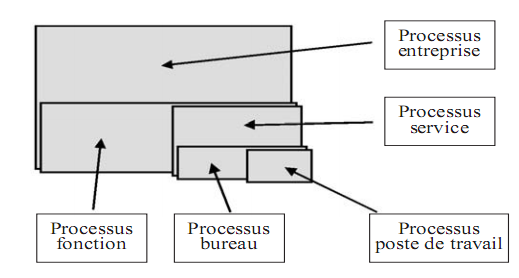 Processus
entreprise
Processus
service
Processus
fonction
Processus
bureau
Processus
poste de travail